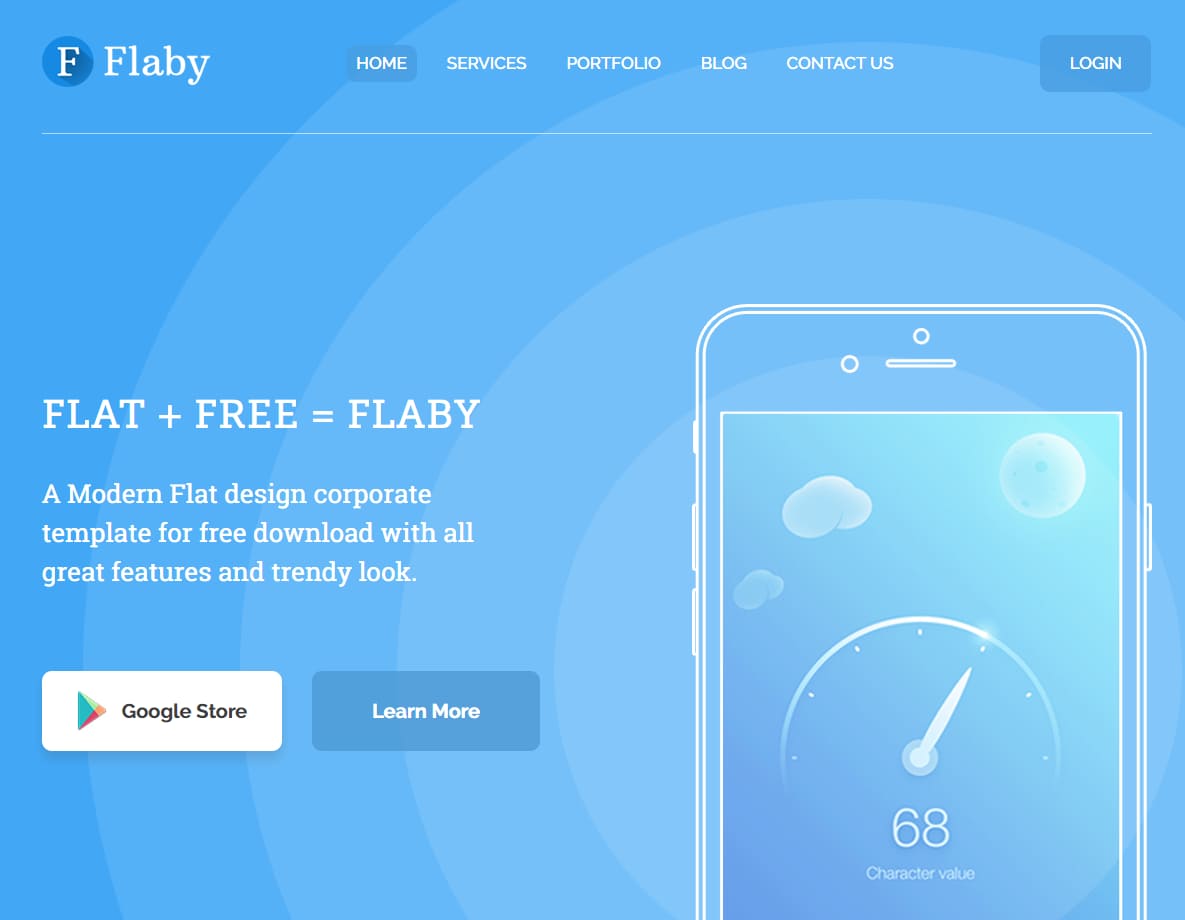 F Flaby
HOME SERVICES PORTFOLIO BLOG CONTACT US LOGIN
FLAT + FREE = FLABY
A Modern Flat design corporate
template for free download with all
great features and trendy look.
Google Store
Learn More
68
Character value